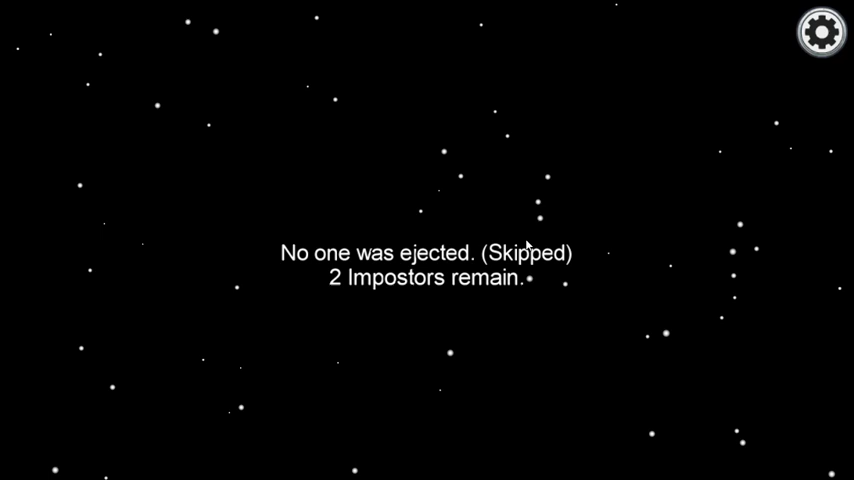 No one was ejected. (Skipped)
2 Impostors remain.